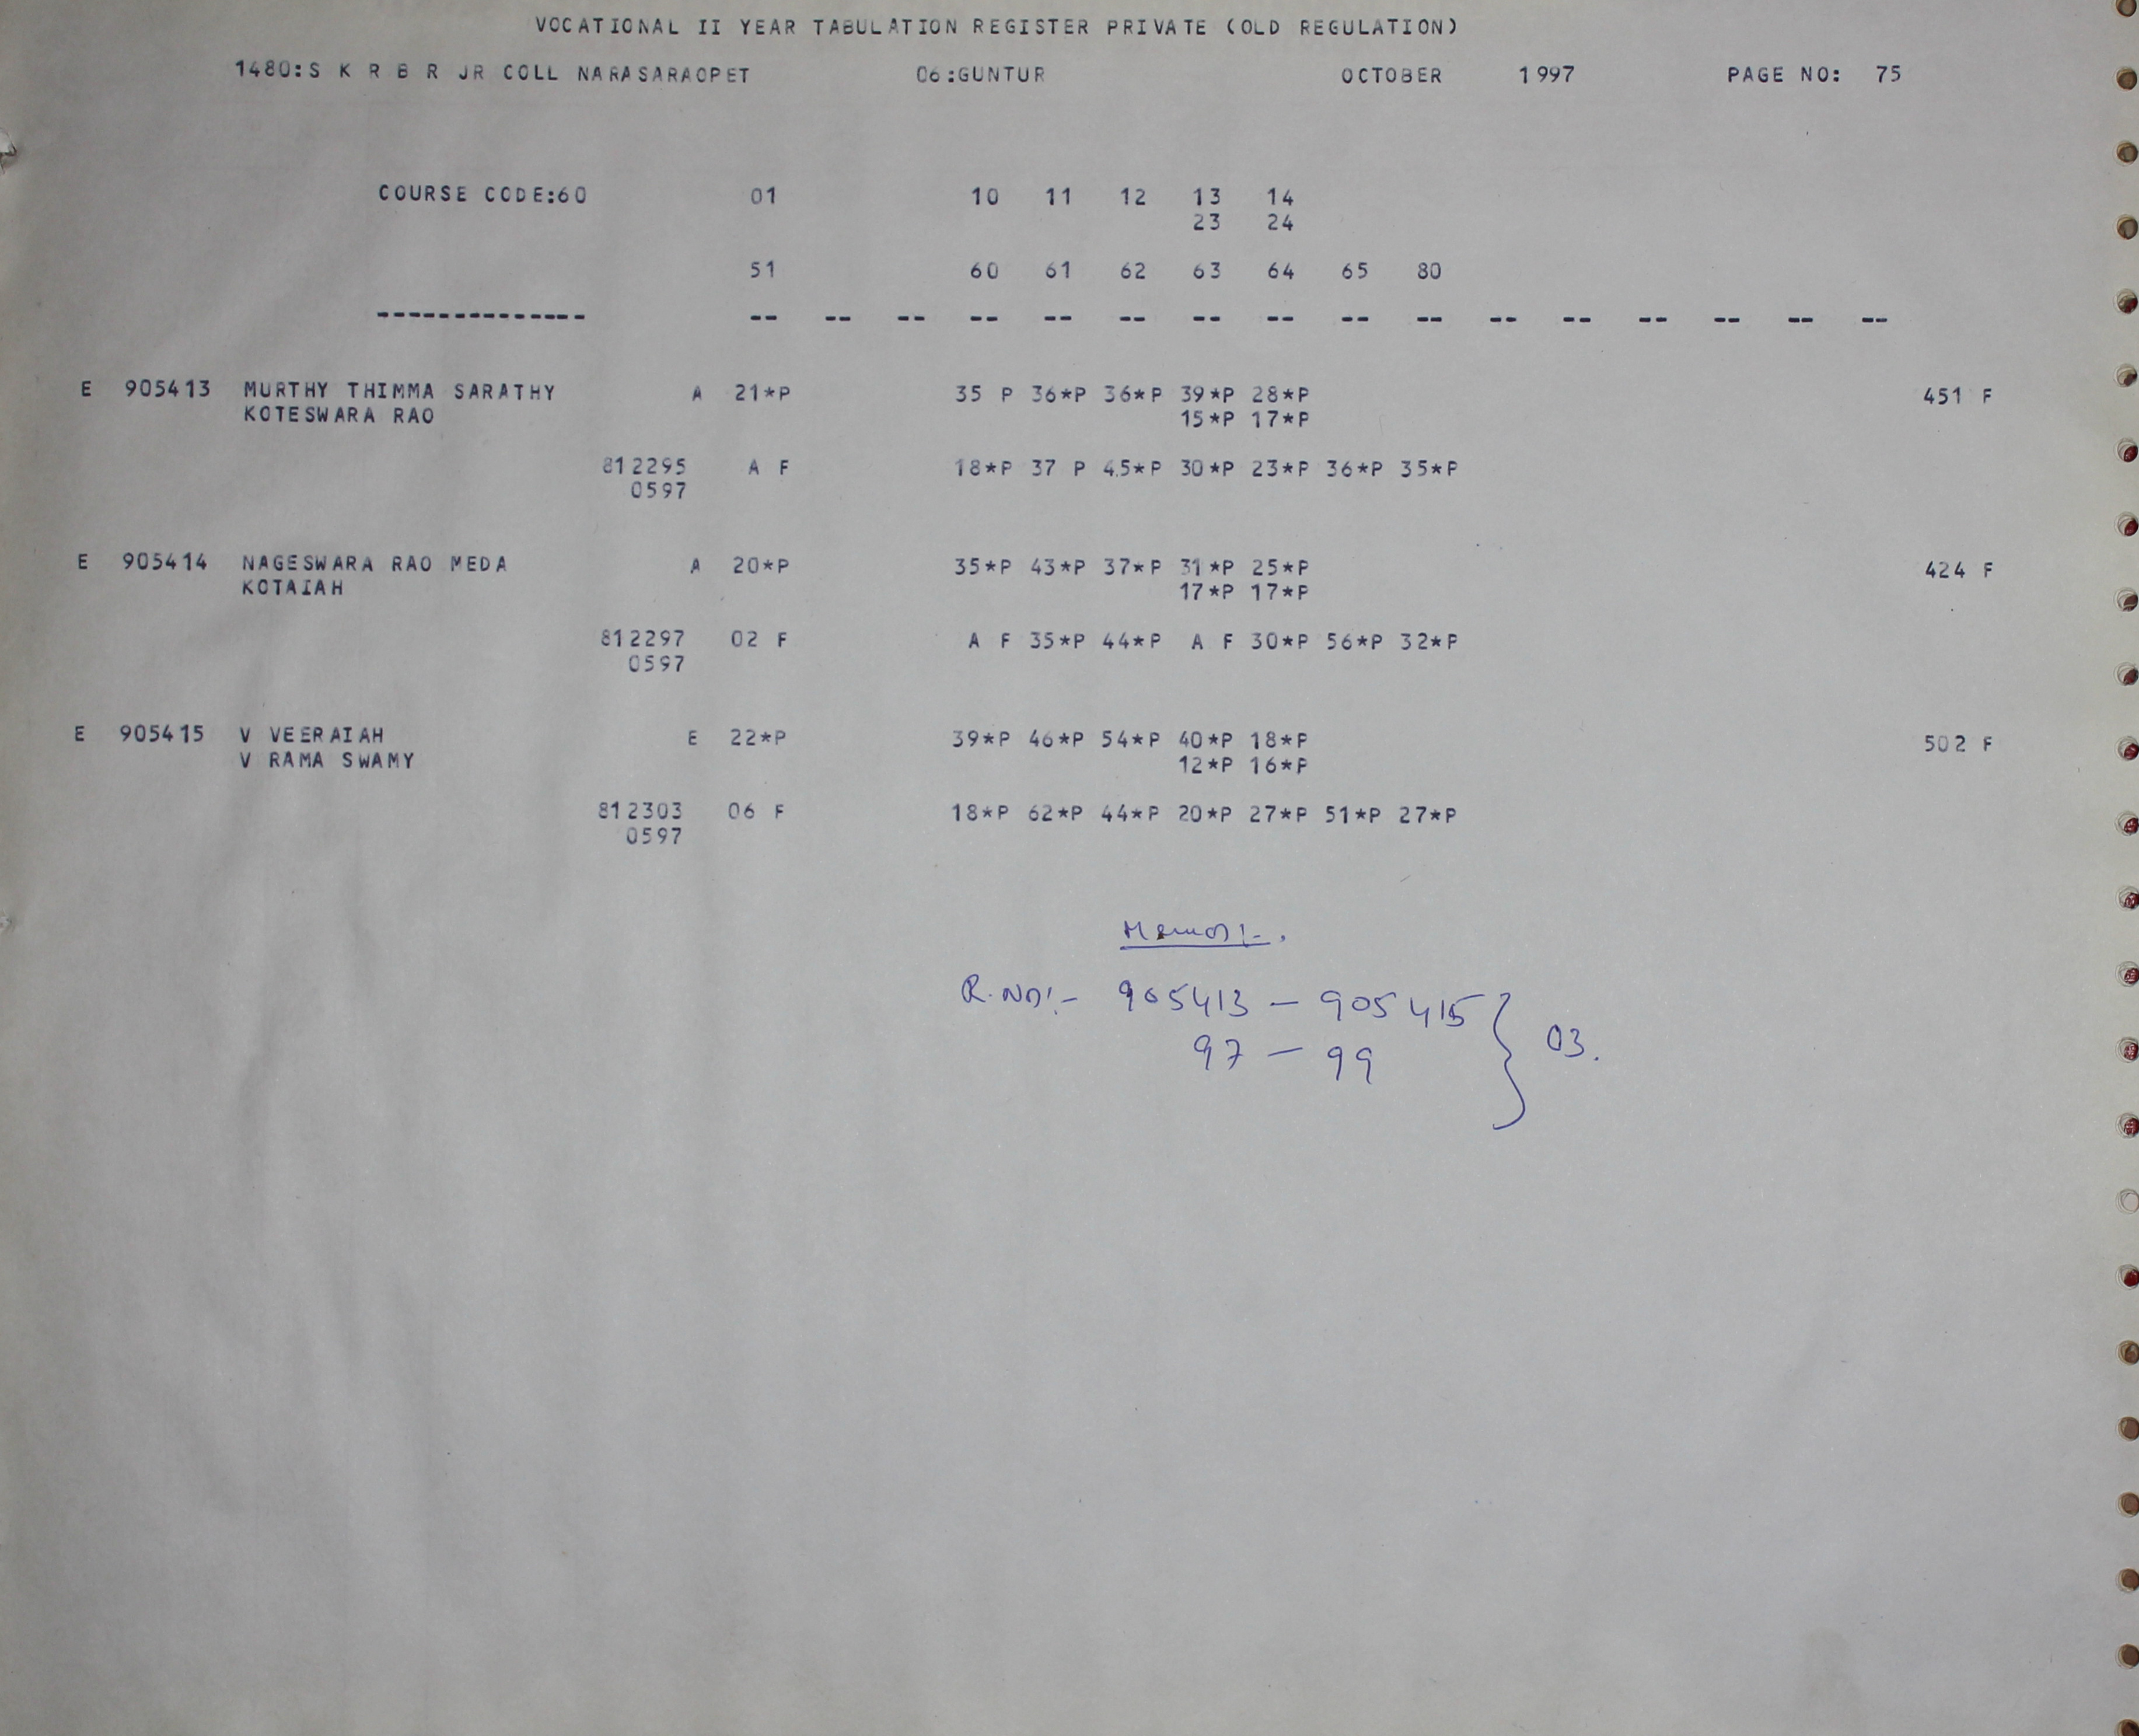 VOCATIONAL II YEAR TABULATION REGISTER PRIVATE (OLD REGULATION)
1480:S K R B R JR COLL NARASARAOPET 06:GUNTUR OCTOBER 1997 PAGE NO: 75
COURSE CODE:60 01 10 11 12 13 14
23 24
51 60 61 62 63 64 65 80
-------------- -- -- -- -- -- -- -- -- -- -- -- -- -- -- -- --
E 905413 MURTHY THIMMA SARATHY A 21*P 35 P 36*P 36*P 39*P 28*P 451 F
KOTESWARA RAO 15*P 17*P
812295 A F 18*P 37 P 45*P 30*P 23*P 36*P 35*P
0597
E 905414 NAGESWARA RAO MEDA A 20*P 35*P 43*P 37*P 31*P 25*P 424 F
KOTAIAH 17*P 17*P
812297 02 F A F 35*P 44*P A F 30*P 56*P 32*P
0597
E 905415 V VEERAIAH E 22*P 39*P 46*P 54*P 40*P 18*P 502 F
V RAMA SWAMY 12*P 16*P
812303 06 F 18*P 62*P 44*P 20*P 27*P 51*P 27*P
0597
Memo:-.
R.No:- 905413 - 905415 } 03.
97 - 99